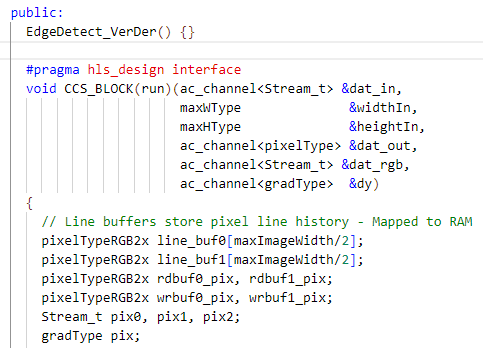 public:
EdgeDetect_VerDer() {}
#pragma hls_design interface
void CCS_BLOCK(run)(ac_channel<Stream_t> &dat_in,
maxWType &widthIn,
maxHType &heightIn,
ac_channel<pixelType> &dat_out,
ac_channel<Stream_t> &dat_rgb,
ac_channel<gradType> &dy)
{
// Line buffers store pixel line history - Mapped to RAM
pixelTypeRGB2x line_buf0[maxImageWidth/2];
pixelTypeRGB2x line_buf1[maxImageWidth/2];
pixelTypeRGB2x rdbuf0_pix, rdbuf1_pix;
pixelTypeRGB2x wrbuf0_pix, wrbuf1_pix;
Stream_t pix0, pix1, pix2;
gradType pix;